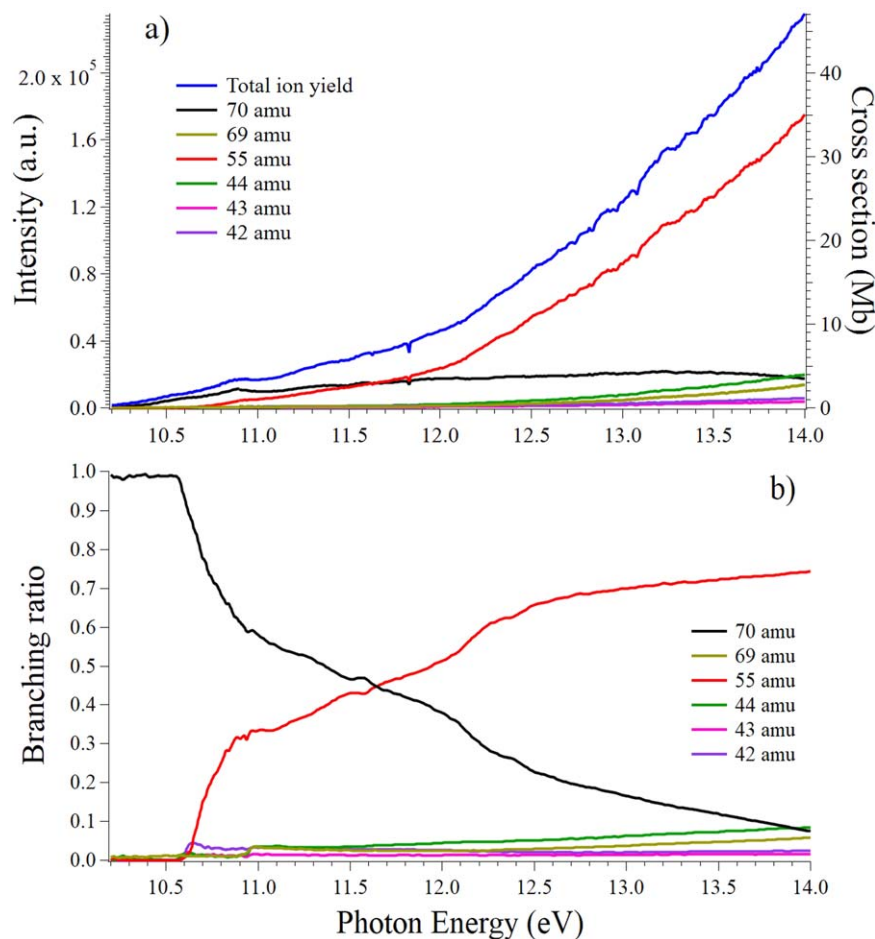 a)
Total ion yield
70 amu
69 amu
55 amu
44 amu
43 amu
42 amu
Intensity (a.u.)
2.0 x 10⁵
1.6
1.2
0.8
0.4
0.0
Cross section (Mb)
40
30
20
10
0
10.5 11.0 11.5 12.0 12.5 13.0 13.5 14.0
b)
70 amu
69 amu
55 amu
44 amu
43 amu
42 amu
Branching ratio
1.0
0.9
0.8
0.7
0.6
0.5
0.4
0.3
0.2
0.1
0.0
10.5 11.0 11.5 12.0 12.5 13.0 13.5 14.0
Photon Energy (eV)